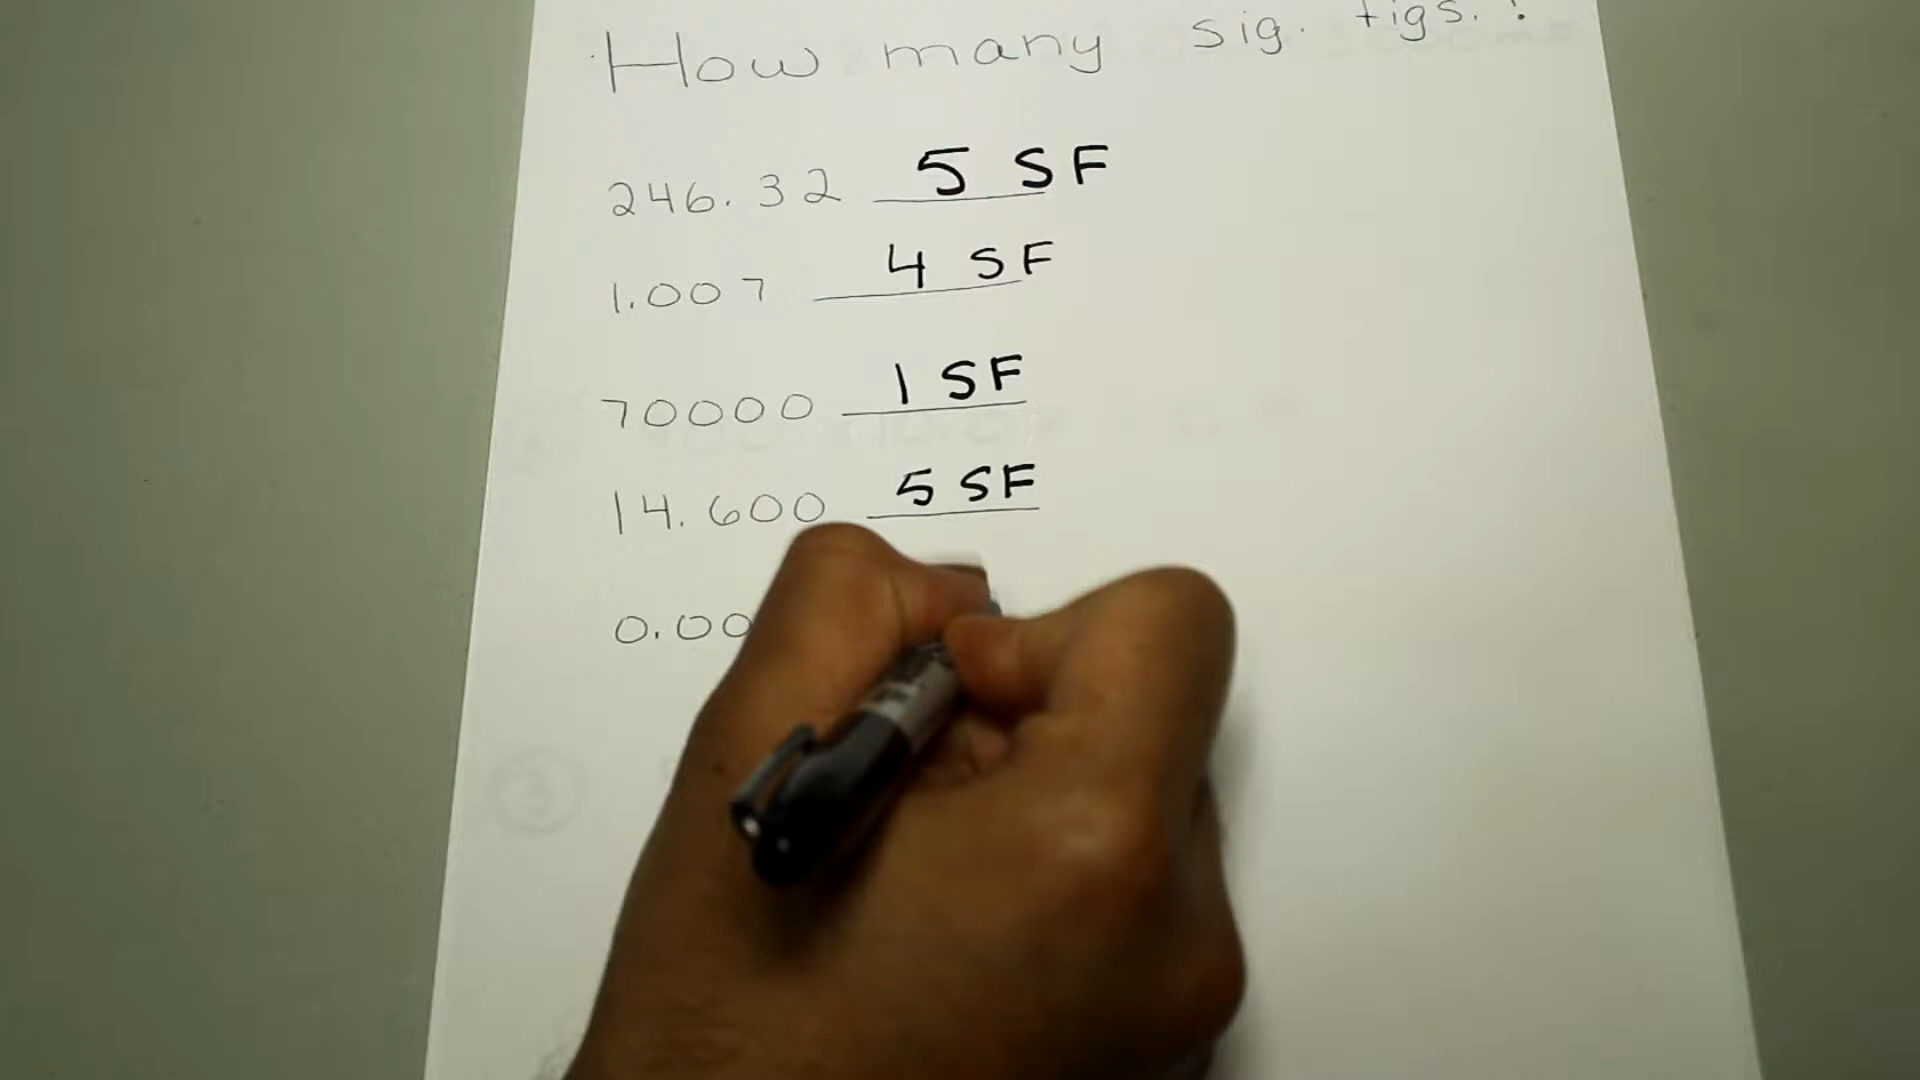 How many sig. figs.?
246.32 5 SF
1.007 4 SF
70000 1 SF
14.600 5 SF
0.00